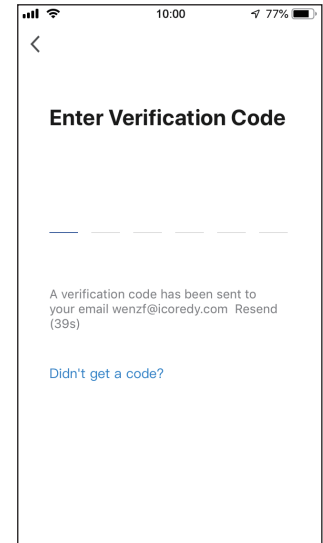 10:00 77%
Enter Verification Code
A verification code has been sent to
your email wenzf@icoredy.com Resend
(39s)
Didn't get a code?